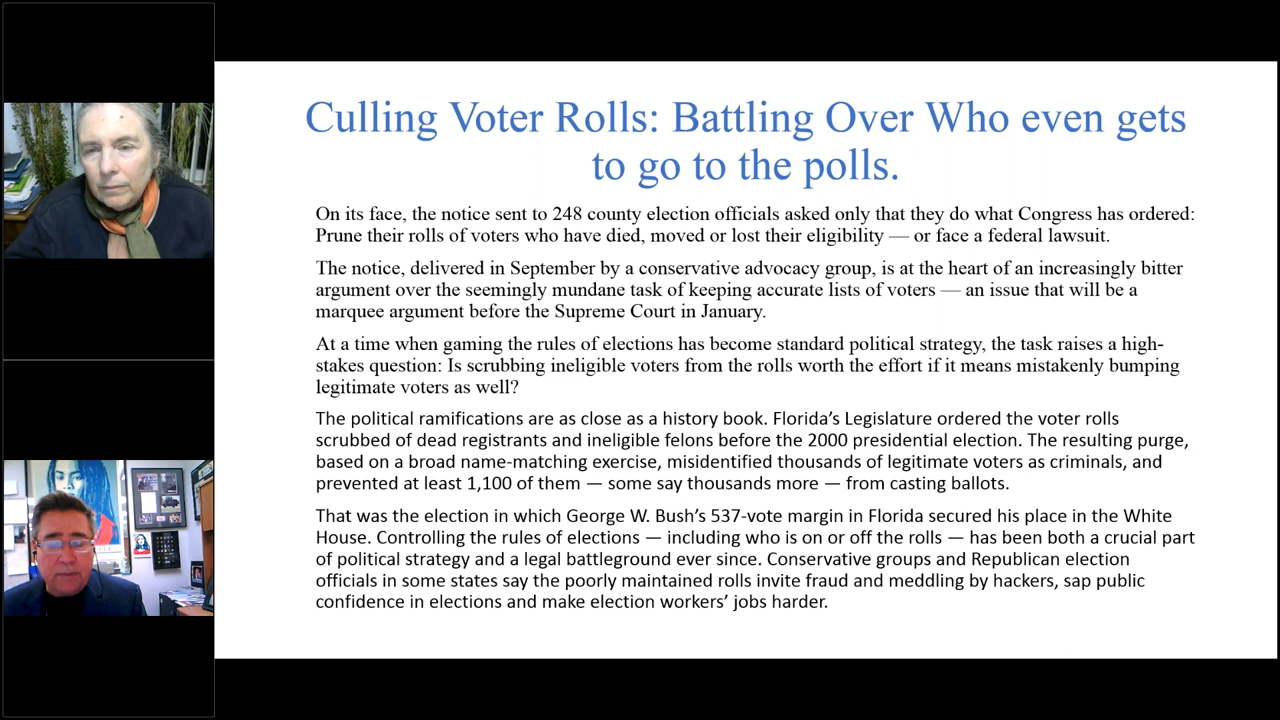 Culling Voter Rolls: Battling Over Who even gets
to go to the polls.
On its face, the notice sent to 248 county election officials asked only that they do what Congress has ordered:
Prune their rolls of voters who have died, moved or lost their eligibility — or face a federal lawsuit.
The notice, delivered in September by a conservative advocacy group, is at the heart of an increasingly bitter
argument over the seemingly mundane task of keeping accurate lists of voters — an issue that will be a
marquee argument before the Supreme Court in January.
At a time when gaming the rules of elections has become standard political strategy, the task raises a high-
stakes question: Is scrubbing ineligible voters from the rolls worth the effort if it means mistakenly bumping
legitimate voters as well?
The political ramifications are as close as a history book. Florida’s Legislature ordered the voter rolls
scrubbed of dead registrants and ineligible felons before the 2000 presidential election. The resulting purge,
based on a broad name-matching exercise, misidentified thousands of legitimate voters as criminals, and
prevented at least 1,100 of them — some say thousands more — from casting ballots.
That was the election in which George W. Bush’s 537-vote margin in Florida secured his place in the White
House. Controlling the rules of elections — including who is on or off the rolls — has been both a crucial part
of political strategy and a legal battleground ever since. Conservative groups and Republican election
officials in some states say the poorly maintained rolls invite fraud and meddling by hackers, sap public
confidence in elections and make election workers’ jobs harder.